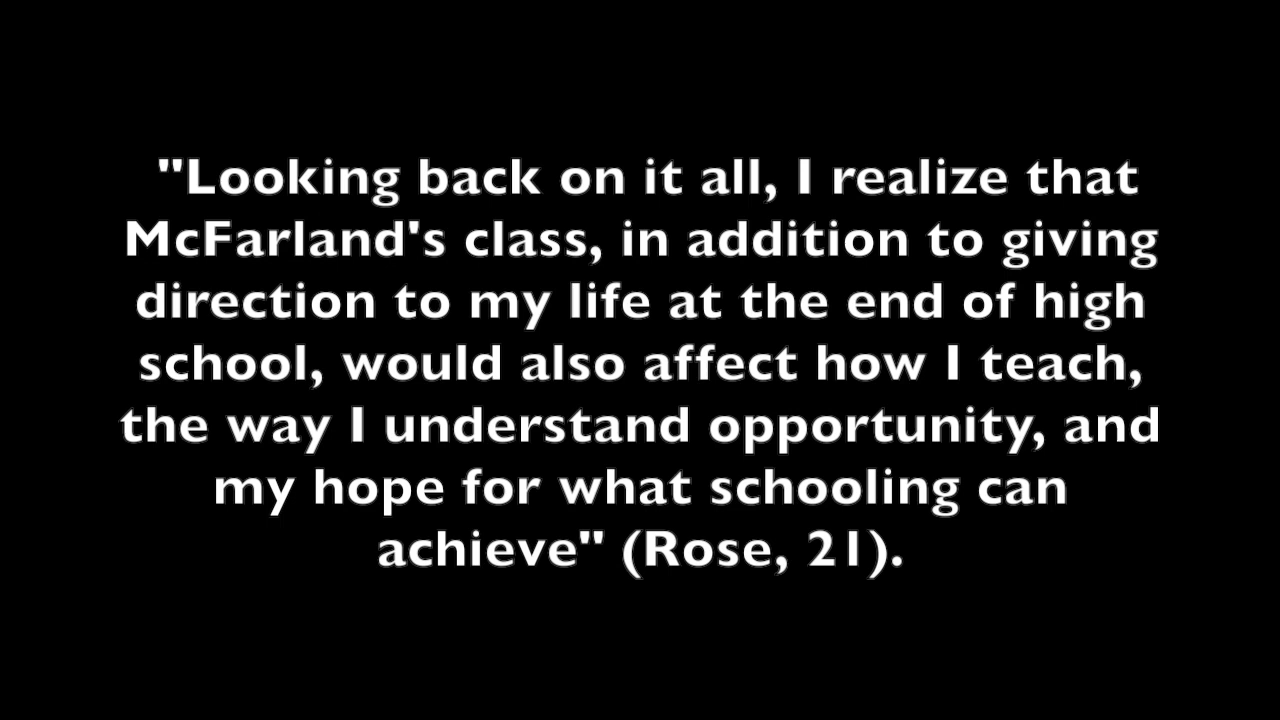 "Looking back on it all, I realize that
McFarland's class, in addition to giving
direction to my life at the end of high
school, would also affect how I teach,
the way I understand opportunity, and
my hope for what schooling can
achieve" (Rose, 21).